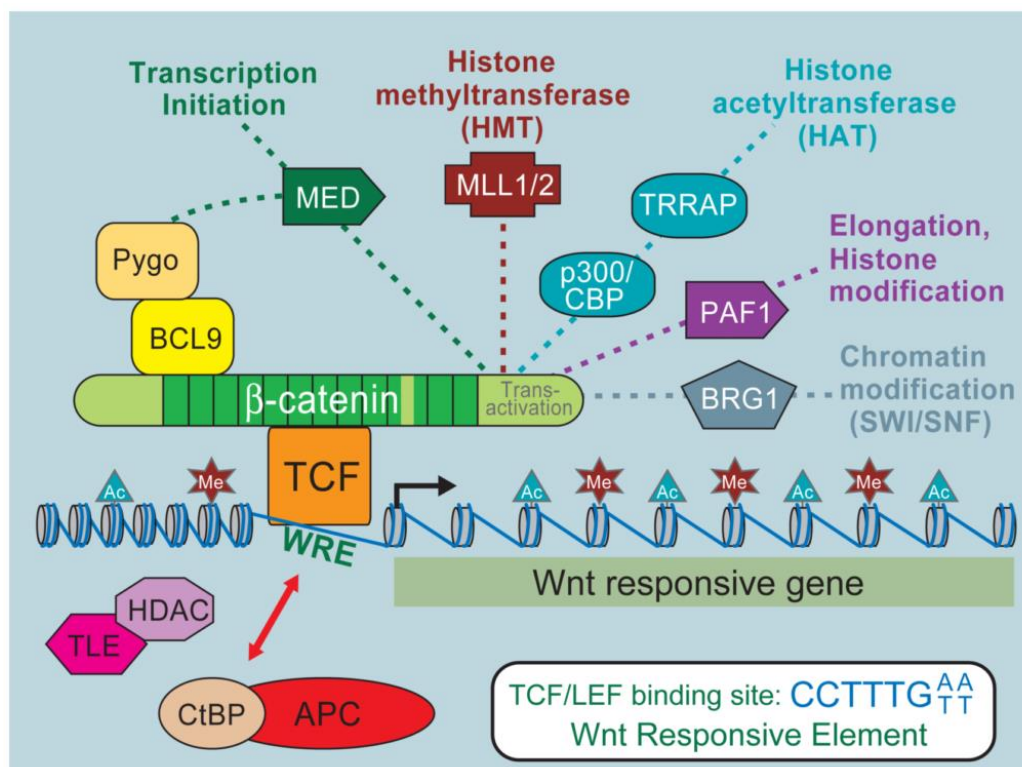 Transcription
Initiation
Histone
methyltransferase
(HMT)
Histone
acetyltransferase
(HAT)
MED
MLL1/2
TRRAP
Pygo
p300/
CBP
Elongation,
Histone
modification
PAF1
BCL9
β-catenin
Trans-
activation
BRG1
Chromatin
modification
(SWI/SNF)
TCF
Ac
Me
Ac
Me
Ac
Me
Ac
Me
Ac
WRE
Wnt responsive gene
HDAC
TLE
CtBP
APC
TCF/LEF binding site: CCTTTG A A
T T
Wnt Responsive Element